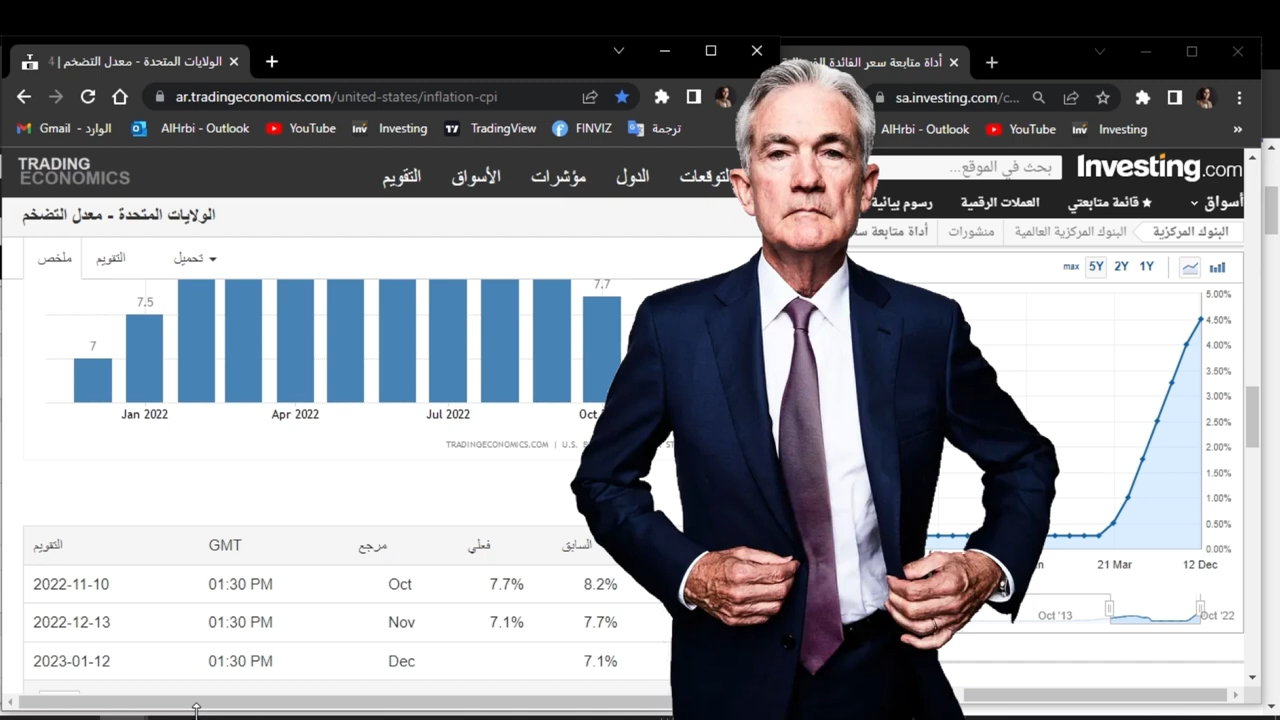 الولايات المتحدة - معدل التضخم | 4
أداة متابعة سعر الفائدة
ar.tradingeconomics.com/united-states/inflation-cpi
sa.investing.com/c...
Gmail - الوارد
AlHrbi - Outlook
YouTube
Investing
TradingView
FINVIZ
ترجمة
AlHrbi - Outlook
YouTube
Investing
»
TRADING
ECONOMICS
التقويم
الأسواق
مؤشرات
الدول
التوقعات
بحث في الموقع...
Investing.com
أسواق
قائمة متابعتي
العملات الرقمية
رسوم بيانية
الولايات المتحدة - معدل التضخم
البنوك المركزية
البنوك المركزية العالمية
منشورات
أداة متابعة
ملخص
التقويم
تحميل
max 5Y 2Y 1Y
7
7.5
7.7
Jan 2022
Apr 2022
Jul 2022
Oct
TRADINGECONOMICS.COM | U.S.
5.00%
4.50%
4.00%
3.50%
3.00%
2.50%
2.00%
1.50%
1.00%
0.50%
0.00%
21 Mar
12 Dec
Oct '13
Oct '22
التقويم GMT مرجع فعلي السابق
2022-11-10 01:30 PM Oct 7.7% 8.2%
2022-12-13 01:30 PM Nov 7.1% 7.7%
2023-01-12 01:30 PM Dec 7.1%